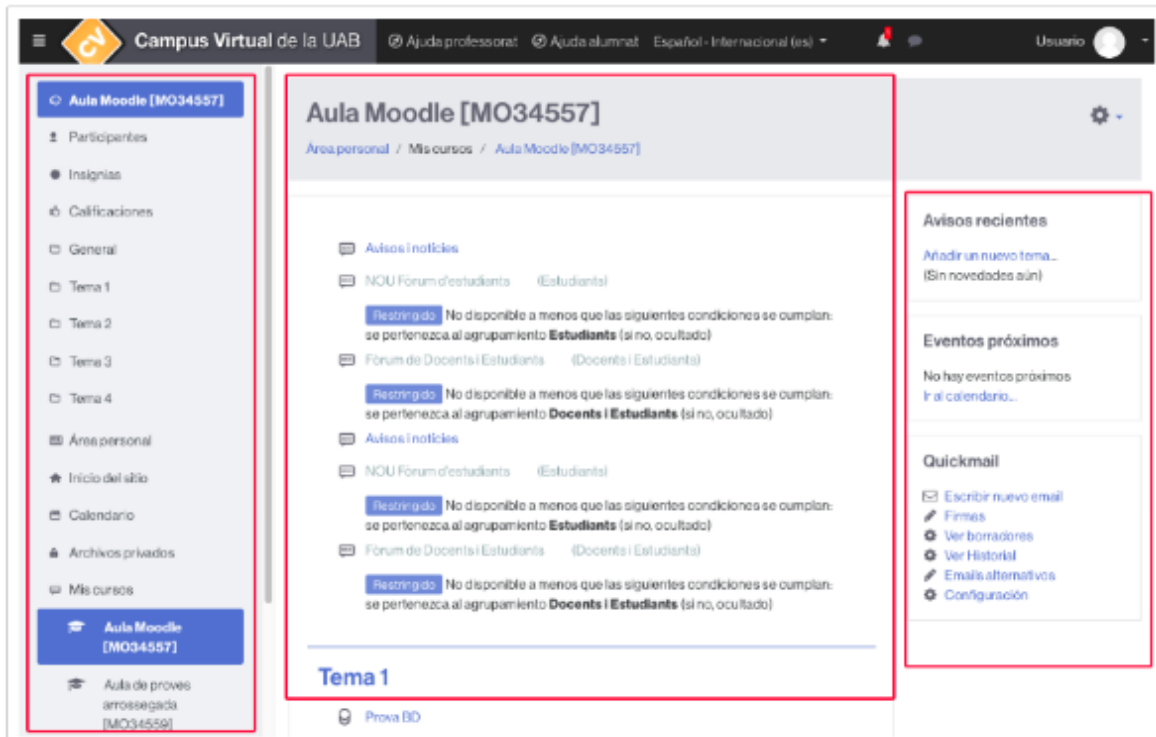 CV Campus Virtual de la UAB Ajuda professorat Ajuda alumnat Español - Internacional (es) Usuario
Aula Moodle [MO34557]
Participantes
Insignias
Calificaciones
General
Tema 1
Tema 2
Tema 3
Tema 4
Área personal
Inicio del sitio
Calendario
Archivos privados
Mis cursos
Aula Moodle
[MO34557]
Aula de proves
arrossegada
[MO34559]
Aula Moodle [MO34557]
Área personal / Mis cursos / Aula Moodle [MO34557]
Avisos i notícies
NOU Fòrum d'estudiants (Estudiants)
Restringido No disponible a menos que las siguientes condiciones se cumplan:
se pertenezca al agrupamiento Estudiants (si no, ocultado)
Fòrum de Docents i Estudiants (Docents i Estudiants)
Restringido No disponible a menos que las siguientes condiciones se cumplan:
se pertenezca al agrupamiento Docents i Estudiants (si no, ocultado)
Avisos i notícies
NOU Fòrum d'estudiants (Estudiants)
Restringido No disponible a menos que las siguientes condiciones se cumplan:
se pertenezca al agrupamiento Estudiants (si no, ocultado)
Fòrum de Docents i Estudiants (Docents i Estudiants)
Restringido No disponible a menos que las siguientes condiciones se cumplan:
se pertenezca al agrupamiento Docents i Estudiants (si no, ocultado)
Tema 1
Prova BD
Avisos recientes
Añadir un nuevo tema...
(Sin novedades aún)
Eventos próximos
No hay eventos próximos
Ir al calendario...
Quickmail
Escribir nuevo email
Firmas
Ver borradores
Ver Historial
Emails alternativos
Configuración